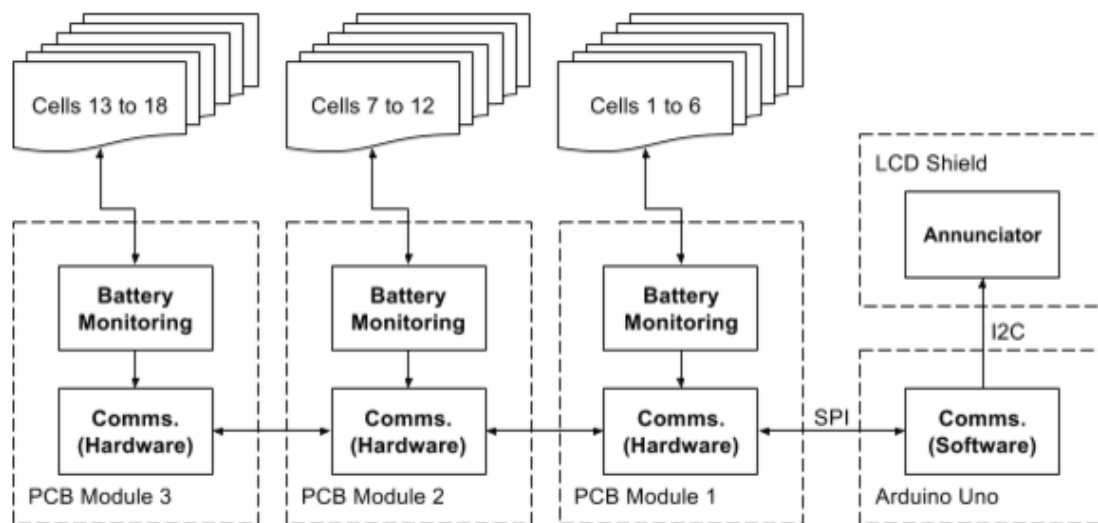 Cells 13 to 18
Cells 7 to 12
Cells 1 to 6
LCD Shield
Annunciator
I2C
Battery
Monitoring
Battery
Monitoring
Battery
Monitoring
Comms.
(Hardware)
Comms.
(Hardware)
Comms.
(Hardware)
SPI
Comms.
(Software)
PCB Module 3
PCB Module 2
PCB Module 1
Arduino Uno